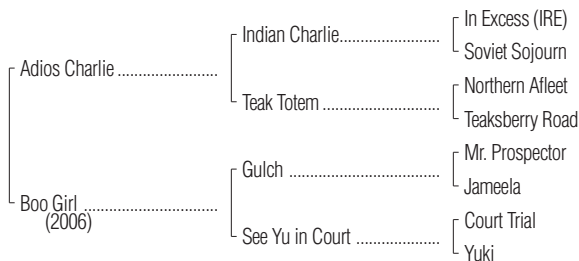 In Excess (IRE)
Indian Charlie
Soviet Sojourn
Adios Charlie
Northern Afleet
Teak Totem
Teaksberry Road
Mr. Prospector
Gulch
Jameela
Boo Girl
(2006)
Court Trial
See Yu in Court
Yuki